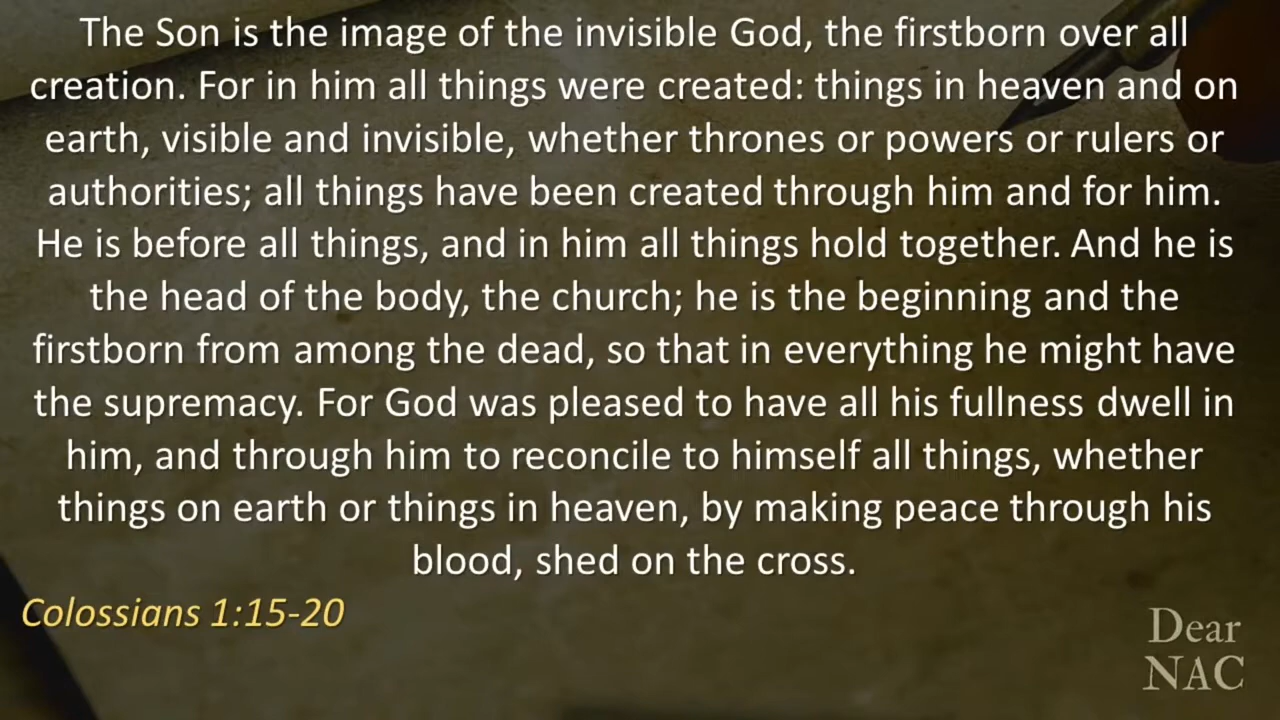 The Son is the image of the invisible God, the firstborn over all
creation. For in him all things were created: things in heaven and on
earth, visible and invisible, whether thrones or powers or rulers or
authorities; all things have been created through him and for him.
He is before all things, and in him all things hold together. And he is
the head of the body, the church; he is the beginning and the
firstborn from among the dead, so that in everything he might have
the supremacy. For God was pleased to have all his fullness dwell in
him, and through him to reconcile to himself all things, whether
things on earth or things in heaven, by making peace through his
blood, shed on the cross.
Colossians 1:15-20
Dear
NAC